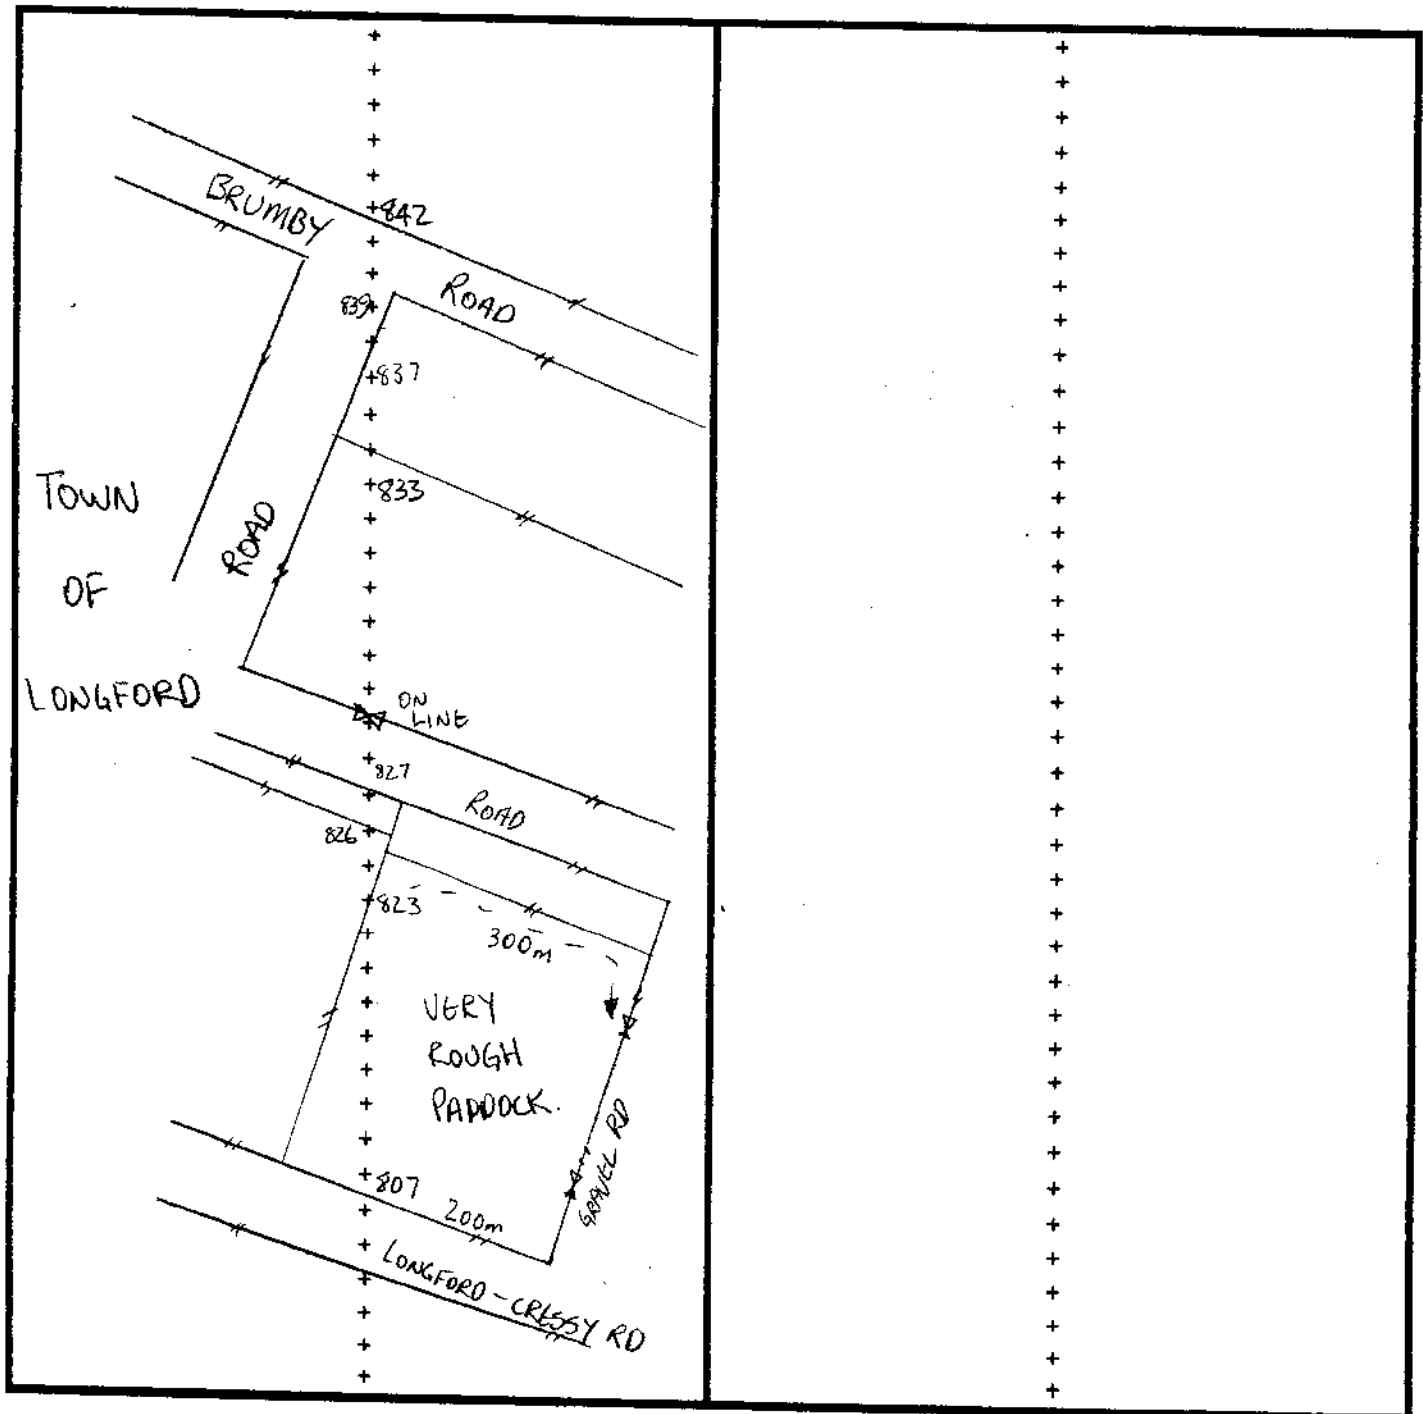 842
BRUMBY
ROAD
839
837
833
TOWN
OF
LONGFORD
ROAD
ON
LINE
827
ROAD
826
823
300m
VERY
ROUGH
PADDOCK.
GRAVEL RD
807
200m
LONGFORD - CRESSY RD